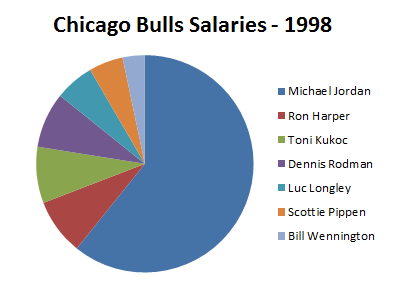 Chicago Bulls Salaries - 1998
Michael Jordan
Ron Harper
Toni Kukoc
Dennis Rodman
Luc Longley
Scottie Pippen
Bill Wennington